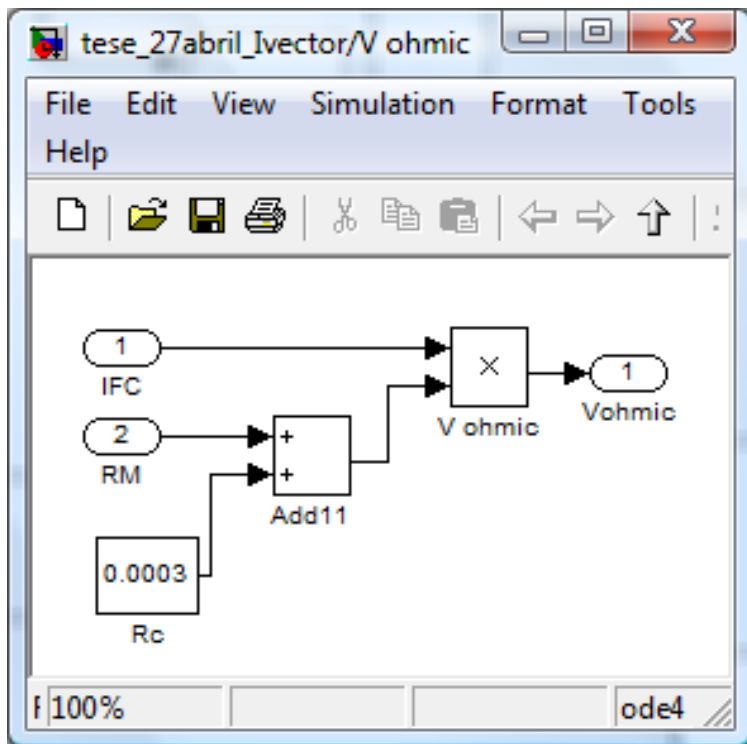 tese_27abril_Ivector/V ohmic
File Edit View Simulation Format Tools
Help
1
IFC
2
RM
+
+
Add11
0.0003
Rc
×
V ohmic
1
Vohmic
F 100%
ode4